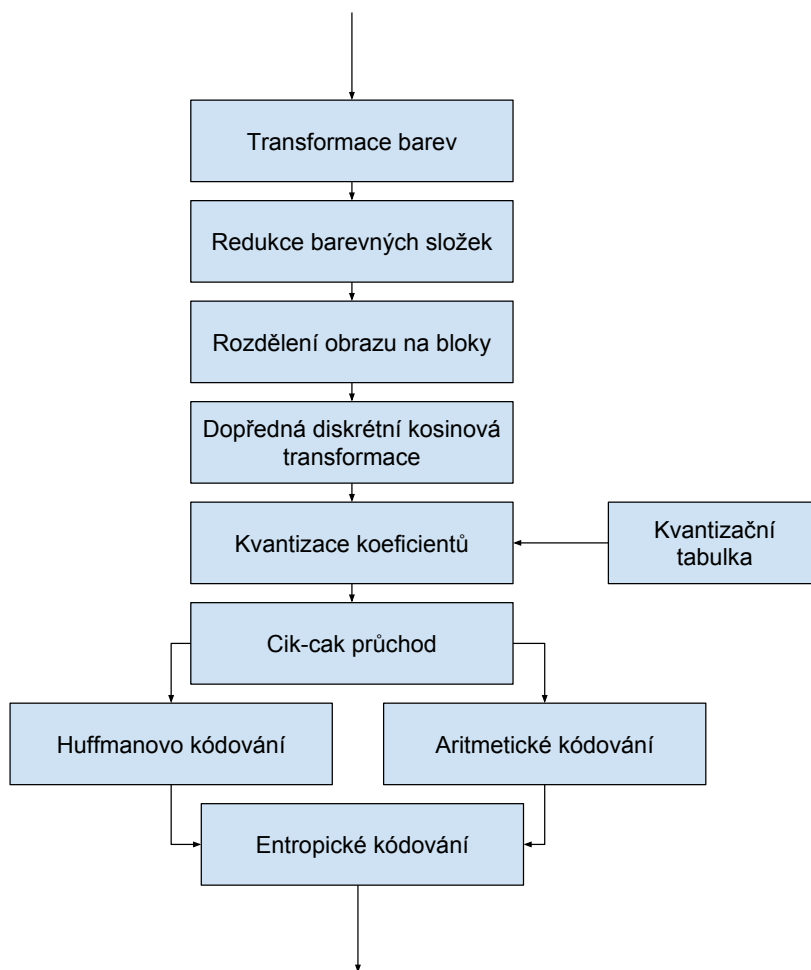 Transformace barev
Redukce barevných složek
Rozdělení obrazu na bloky
Dopředná diskrétní kosinová
transformace
Kvantizace koeficientů
Kvantizační
tabulka
Cik-cak průchod
Huffmanovo kódování
Aritmetické kódování
Entropické kódování